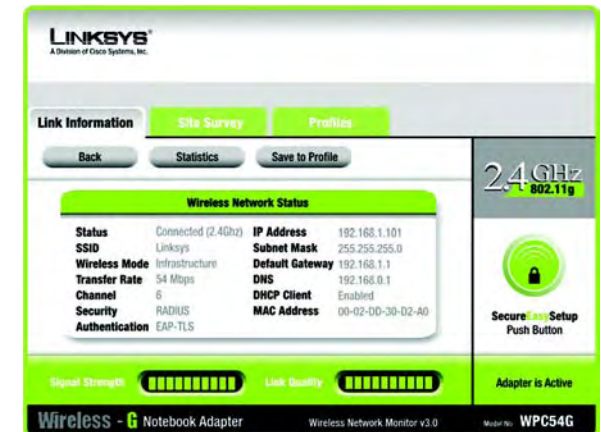 LINKSYS®
A Division of Cisco Systems, Inc.
Link Information
Site Survey
Profiles
Back
Statistics
Save to Profile
2.4GHz
802.11g
Wireless Network Status
Status Connected (2.4Ghz) IP Address 192.168.1.101
SSID Linksys Subnet Mask 255.255.255.0
Wireless Mode Infrastructure Default Gateway 192.168.1.1
Transfer Rate 54 Mbps DNS 192.168.0.1
Channel 6 DHCP Client Enabled
Security RADIUS MAC Address 00-02-DD-30-D2-A0
Authentication EAP-TLS
SecureEasySetup
Push Button
Signal Strength
Link Quality
Adapter is Active
Wireless - G Notebook Adapter
Wireless Network Monitor v3.0
Model No. WPC54G